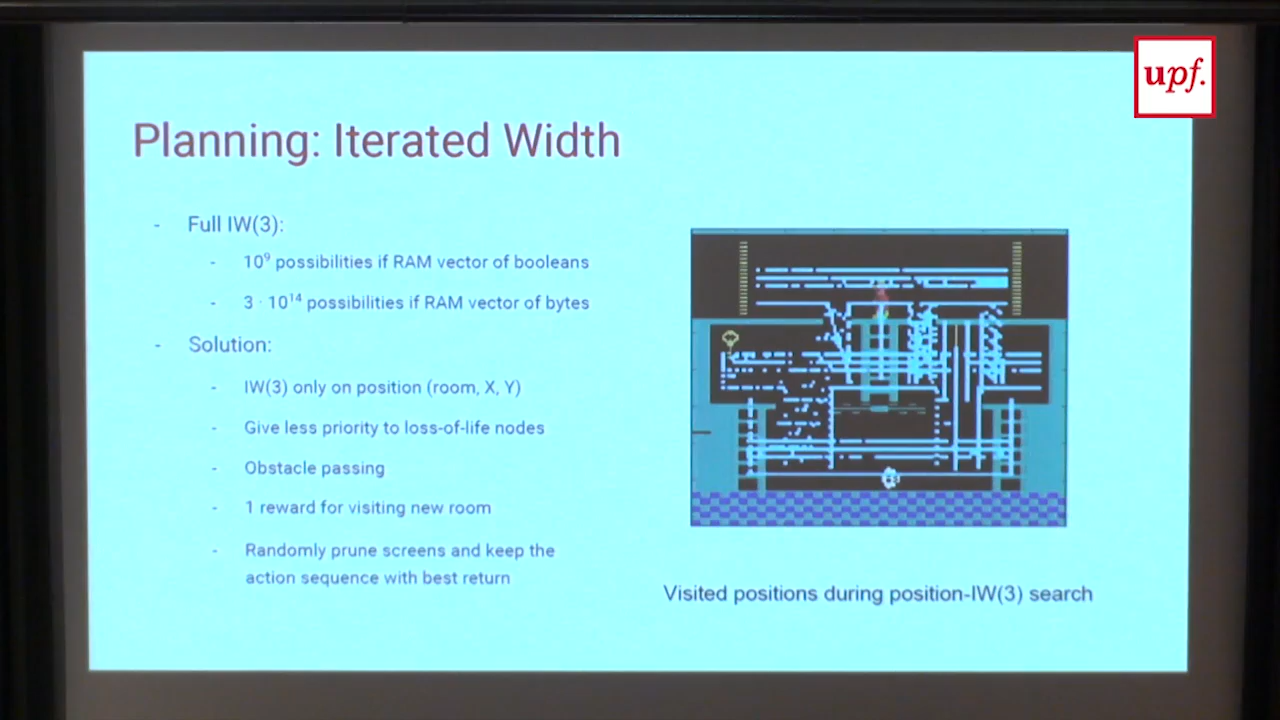 upf.
Planning: Iterated Width
- Full IW(3):
- 10⁹ possibilities if RAM vector of booleans
- 3 · 10¹⁴ possibilities if RAM vector of bytes
- Solution:
- IW(3) only on position (room, X, Y)
- Give less priority to loss-of-life nodes
- Obstacle passing
- 1 reward for visiting new room
- Randomly prune screens and keep the
action sequence with best return
Visited positions during position-IW(3) search